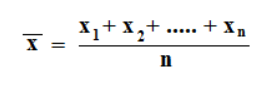 x̅ = (x₁ + x₂ + ..... + xₙ) / n